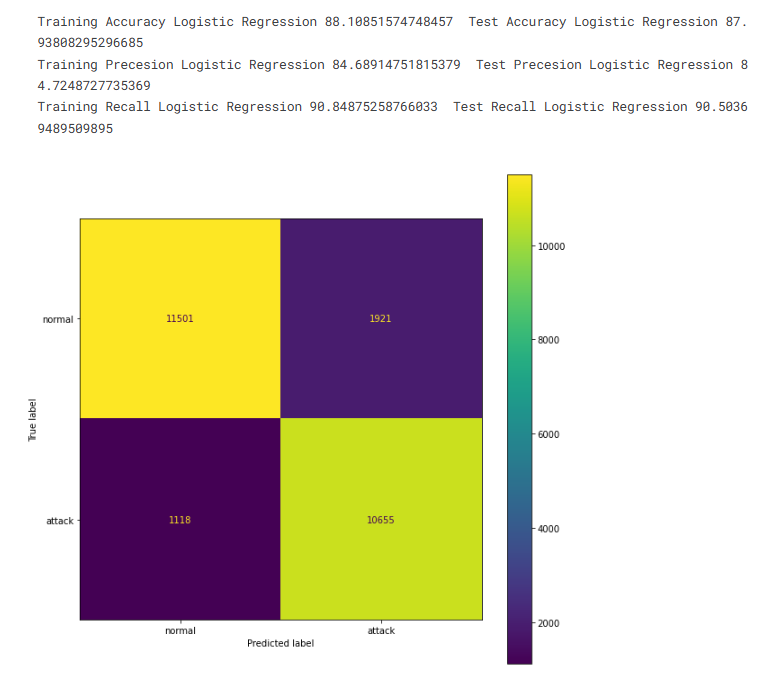 Training Accuracy Logistic Regression 88.10851574748457  Test Accuracy Logistic Regression 87.
93808295296685
Training Precesion Logistic Regression 84.68914751815379  Test Precesion Logistic Regression 8
4.7248727735369
Training Recall Logistic Regression 90.84875258766033  Test Recall Logistic Regression 90.5036
9489509895
10000
8000
6000
4000
2000
normal
11501
1921
True label
attack
1118
10655
normal
attack
Predicted label